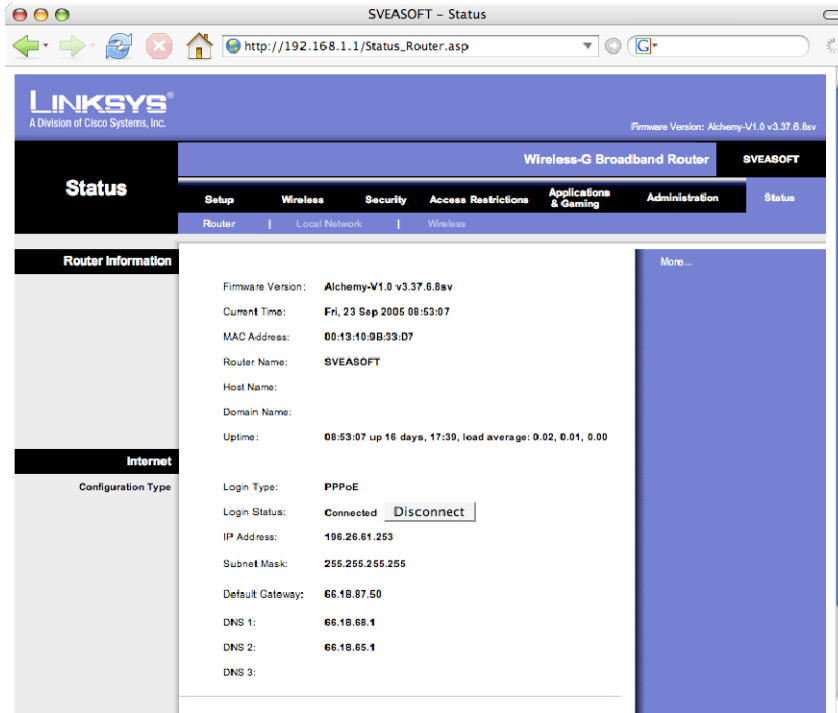 SVEASOFT – Status
http://192.168.1.1/Status_Router.asp
G
LINKSYS®
A Division of Cisco Systems, Inc.
Firmware Version: Alchemy-V1.0 v3.37.6.8sv
Wireless-G Broadband Router
SVEASOFT
Status
Setup Wireless Security Access Restrictions Applications & Gaming Administration Status
Router | Local Network | Wireless
Router Information
More...
Firmware Version: Alchemy-V1.0 v3.37.6.8sv
Current Time: Fri, 23 Sep 2005 08:53:07
MAC Address: 00:13:10:9B:33:D7
Router Name: SVEASOFT
Host Name:
Domain Name:
Uptime: 08:53:07 up 16 days, 17:39, load average: 0.02, 0.01, 0.00
Internet
Configuration Type
Login Type: PPPoE
Login Status: Connected Disconnect
IP Address: 196.26.61.253
Subnet Mask: 255.255.255.255
Default Gateway: 66.18.87.50
DNS 1: 66.18.68.1
DNS 2: 66.18.65.1
DNS 3: